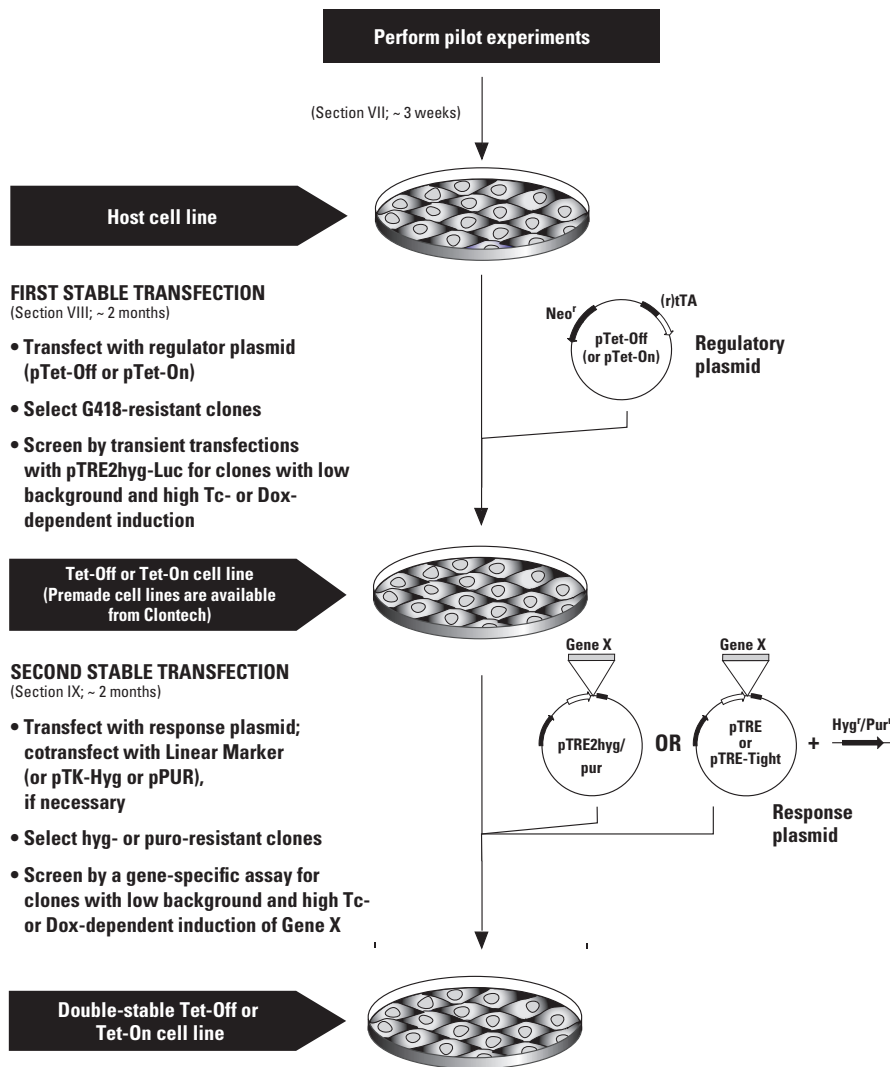 Perform pilot experiments
(Section VII; ~ 3 weeks)
Host cell line
FIRST STABLE TRANSFECTION
(Section VIII; ~ 2 months)
• Transfect with regulator plasmid
(pTet-Off or pTet-On)
• Select G418-resistant clones
• Screen by transient transfections
with pTRE2hyg-Luc for clones with low
background and high Tc- or Dox-
dependent induction
Neoʳ
(r)tTA
pTet-Off
(or pTet-On)
Regulatory
plasmid
Tet-Off or Tet-On cell line
(Premade cell lines are available
from Clontech)
SECOND STABLE TRANSFECTION
(Section IX; ~ 2 months)
• Transfect with response plasmid;
cotransfect with Linear Marker
(or pTK-Hyg or pPUR),
if necessary
• Select hyg- or puro-resistant clones
• Screen by a gene-specific assay for
clones with low background and high Tc-
or Dox-dependent induction of Gene X
Gene X
pTRE2hyg/
pur
OR
Gene X
pTRE
or
pTRE-Tight
+
Hygʳ/Purʳ
Response
plasmid
Double-stable Tet-Off or
Tet-On cell line